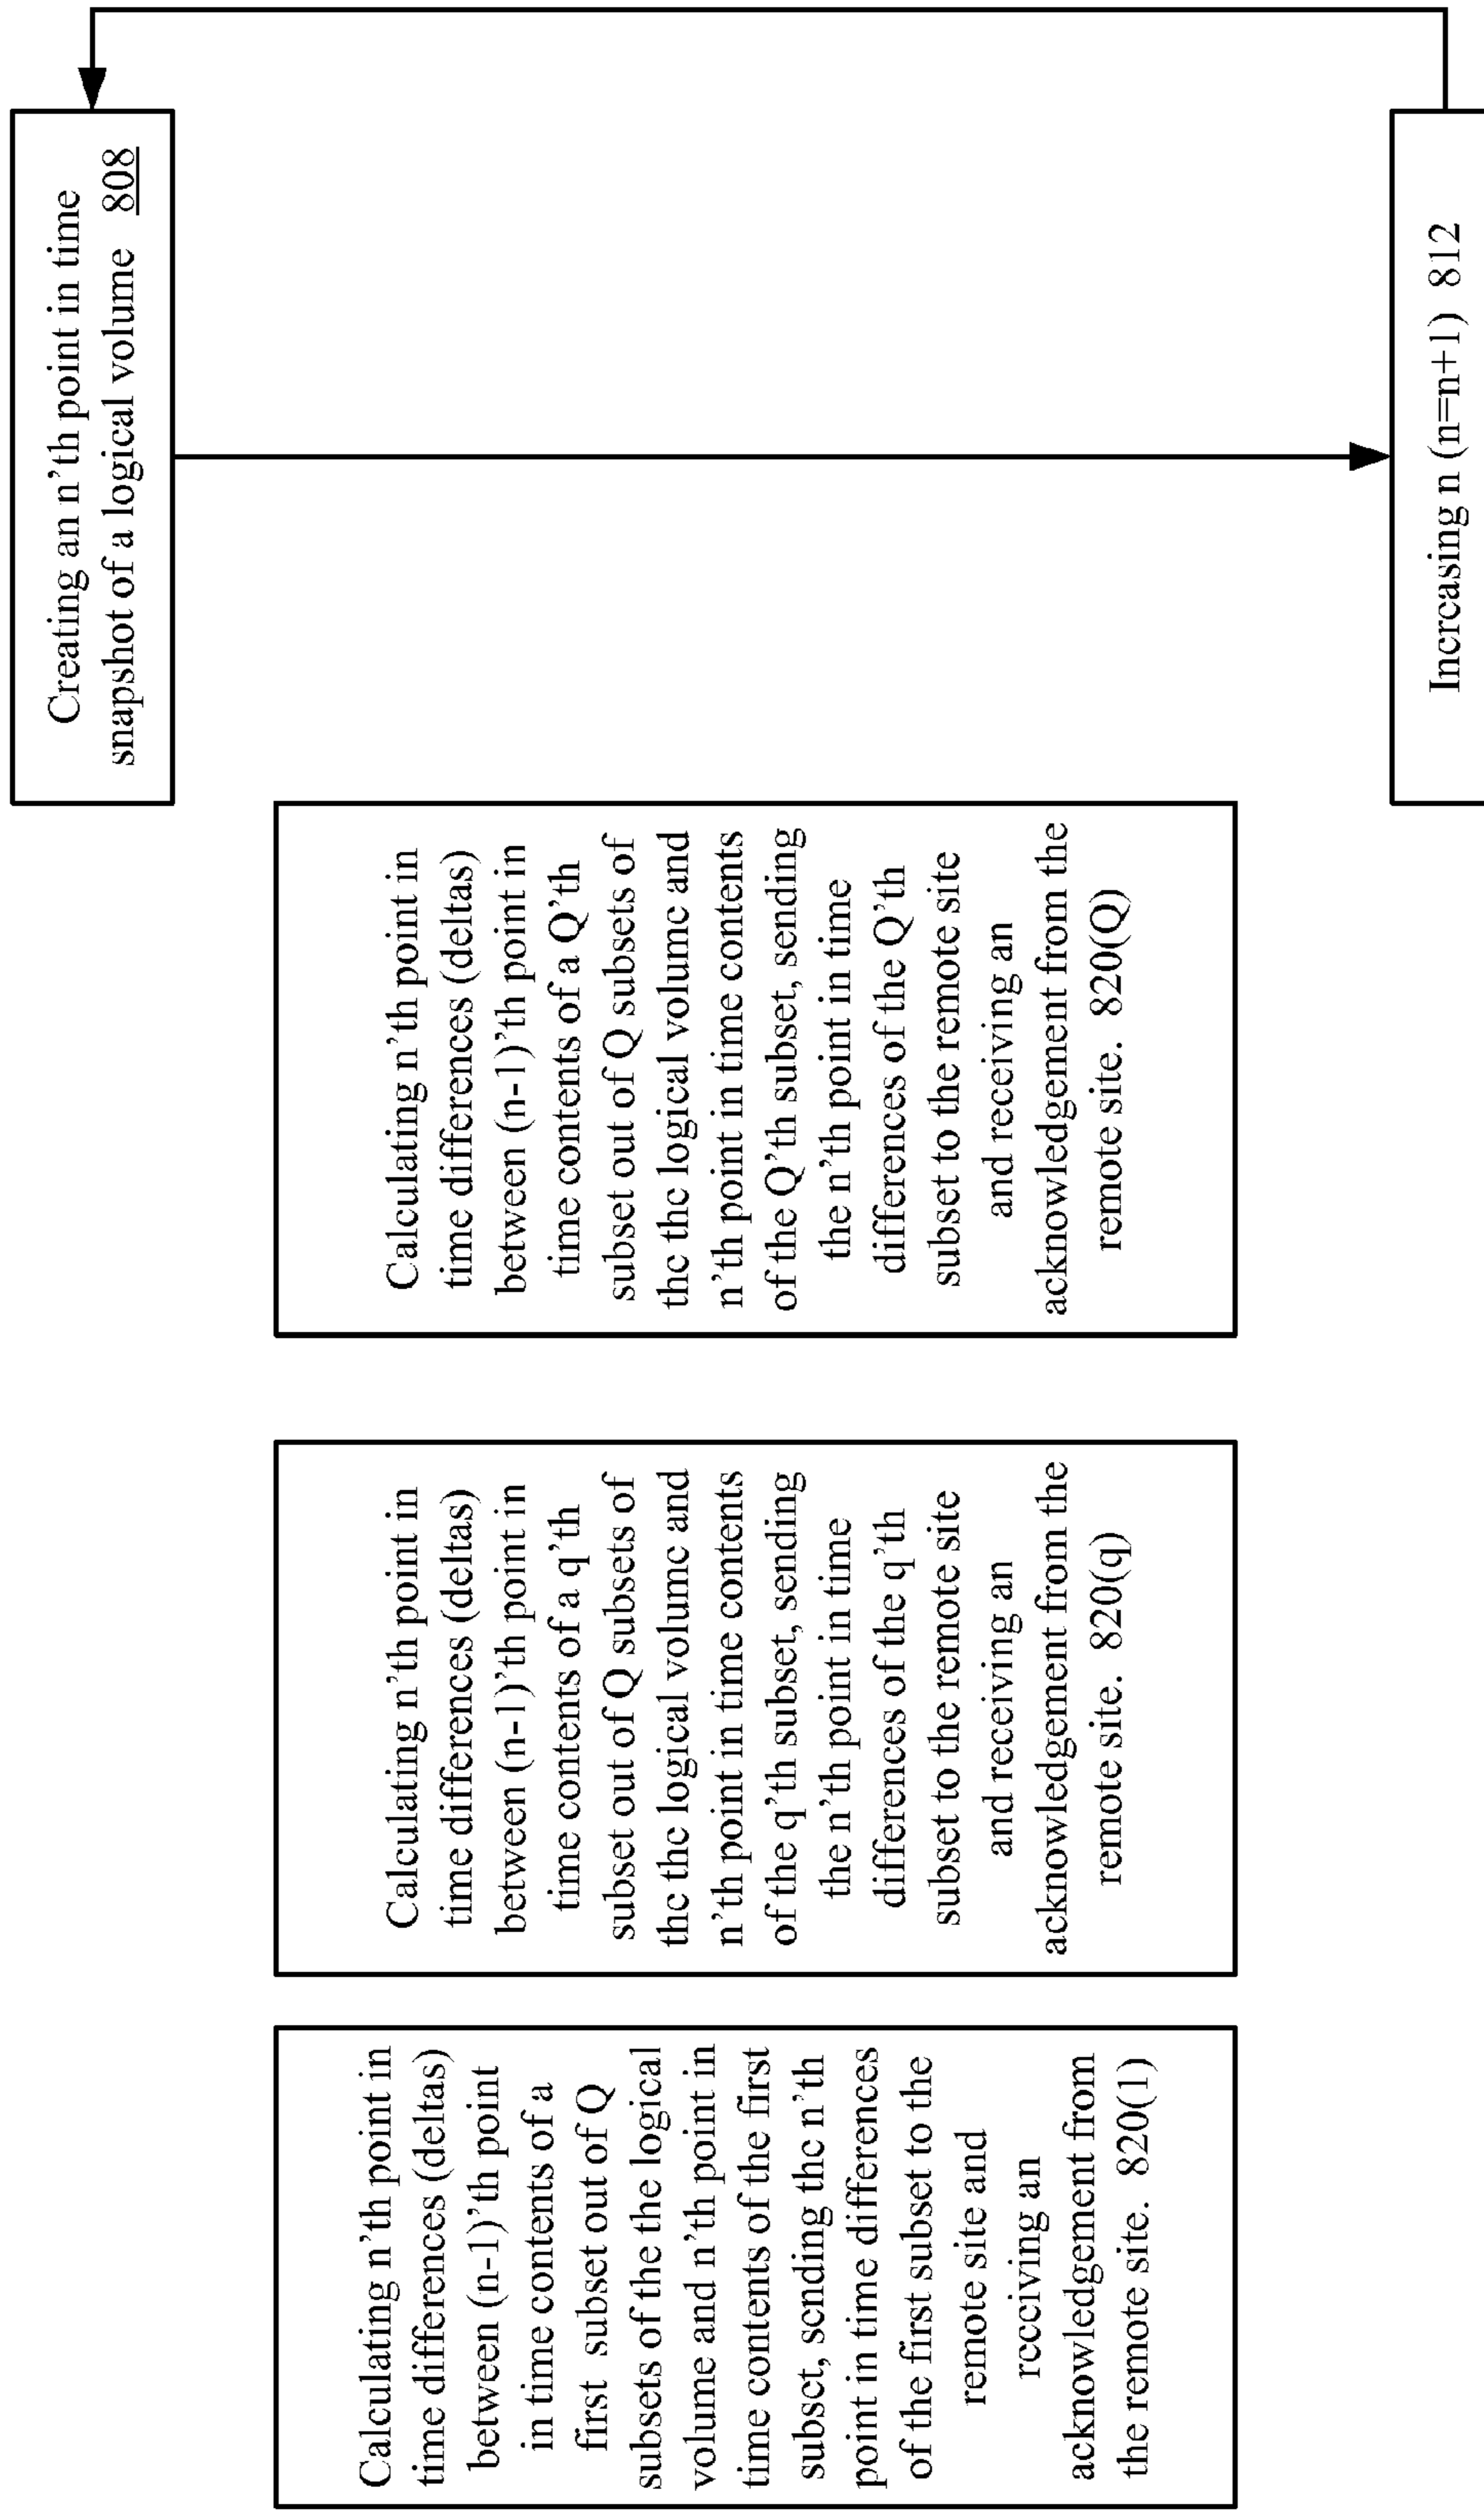 Creating an n'th point in time
snapshot of a logical volume 808
Calculating n'th point in
time differences (deltas)
between (n-1)'th point
in time contents of a
first subset out of Q
subsets of the the logical
volume and n'th point in
time contents of the first
subset, sending the n'th
point in time differences
of the first subset to the
remote site and
receiving an
acknowledgement from
the remote site. 820(1)
Calculating n'th point in
time differences (deltas)
between (n-1)'th point in
time contents of a q'th
subset out of Q subsets of
the the logical volume and
n'th point in time contents
of the q'th subset, sending
the n'th point in time
differences of the q'th
subset to the remote site
and receiving an
acknowledgement from the
remote site. 820(q)
Calculating n'th point in
time differences (deltas)
between (n-1)'th point in
time contents of a Q'th
subset out of Q subsets of
the the logical volume and
n'th point in time contents
of the Q'th subset, sending
the n'th point in time
differences of the Q'th
subset to the remote site
and receiving an
acknowledgement from the
remote site. 820(Q)
Increasing n (n=n+1) 812